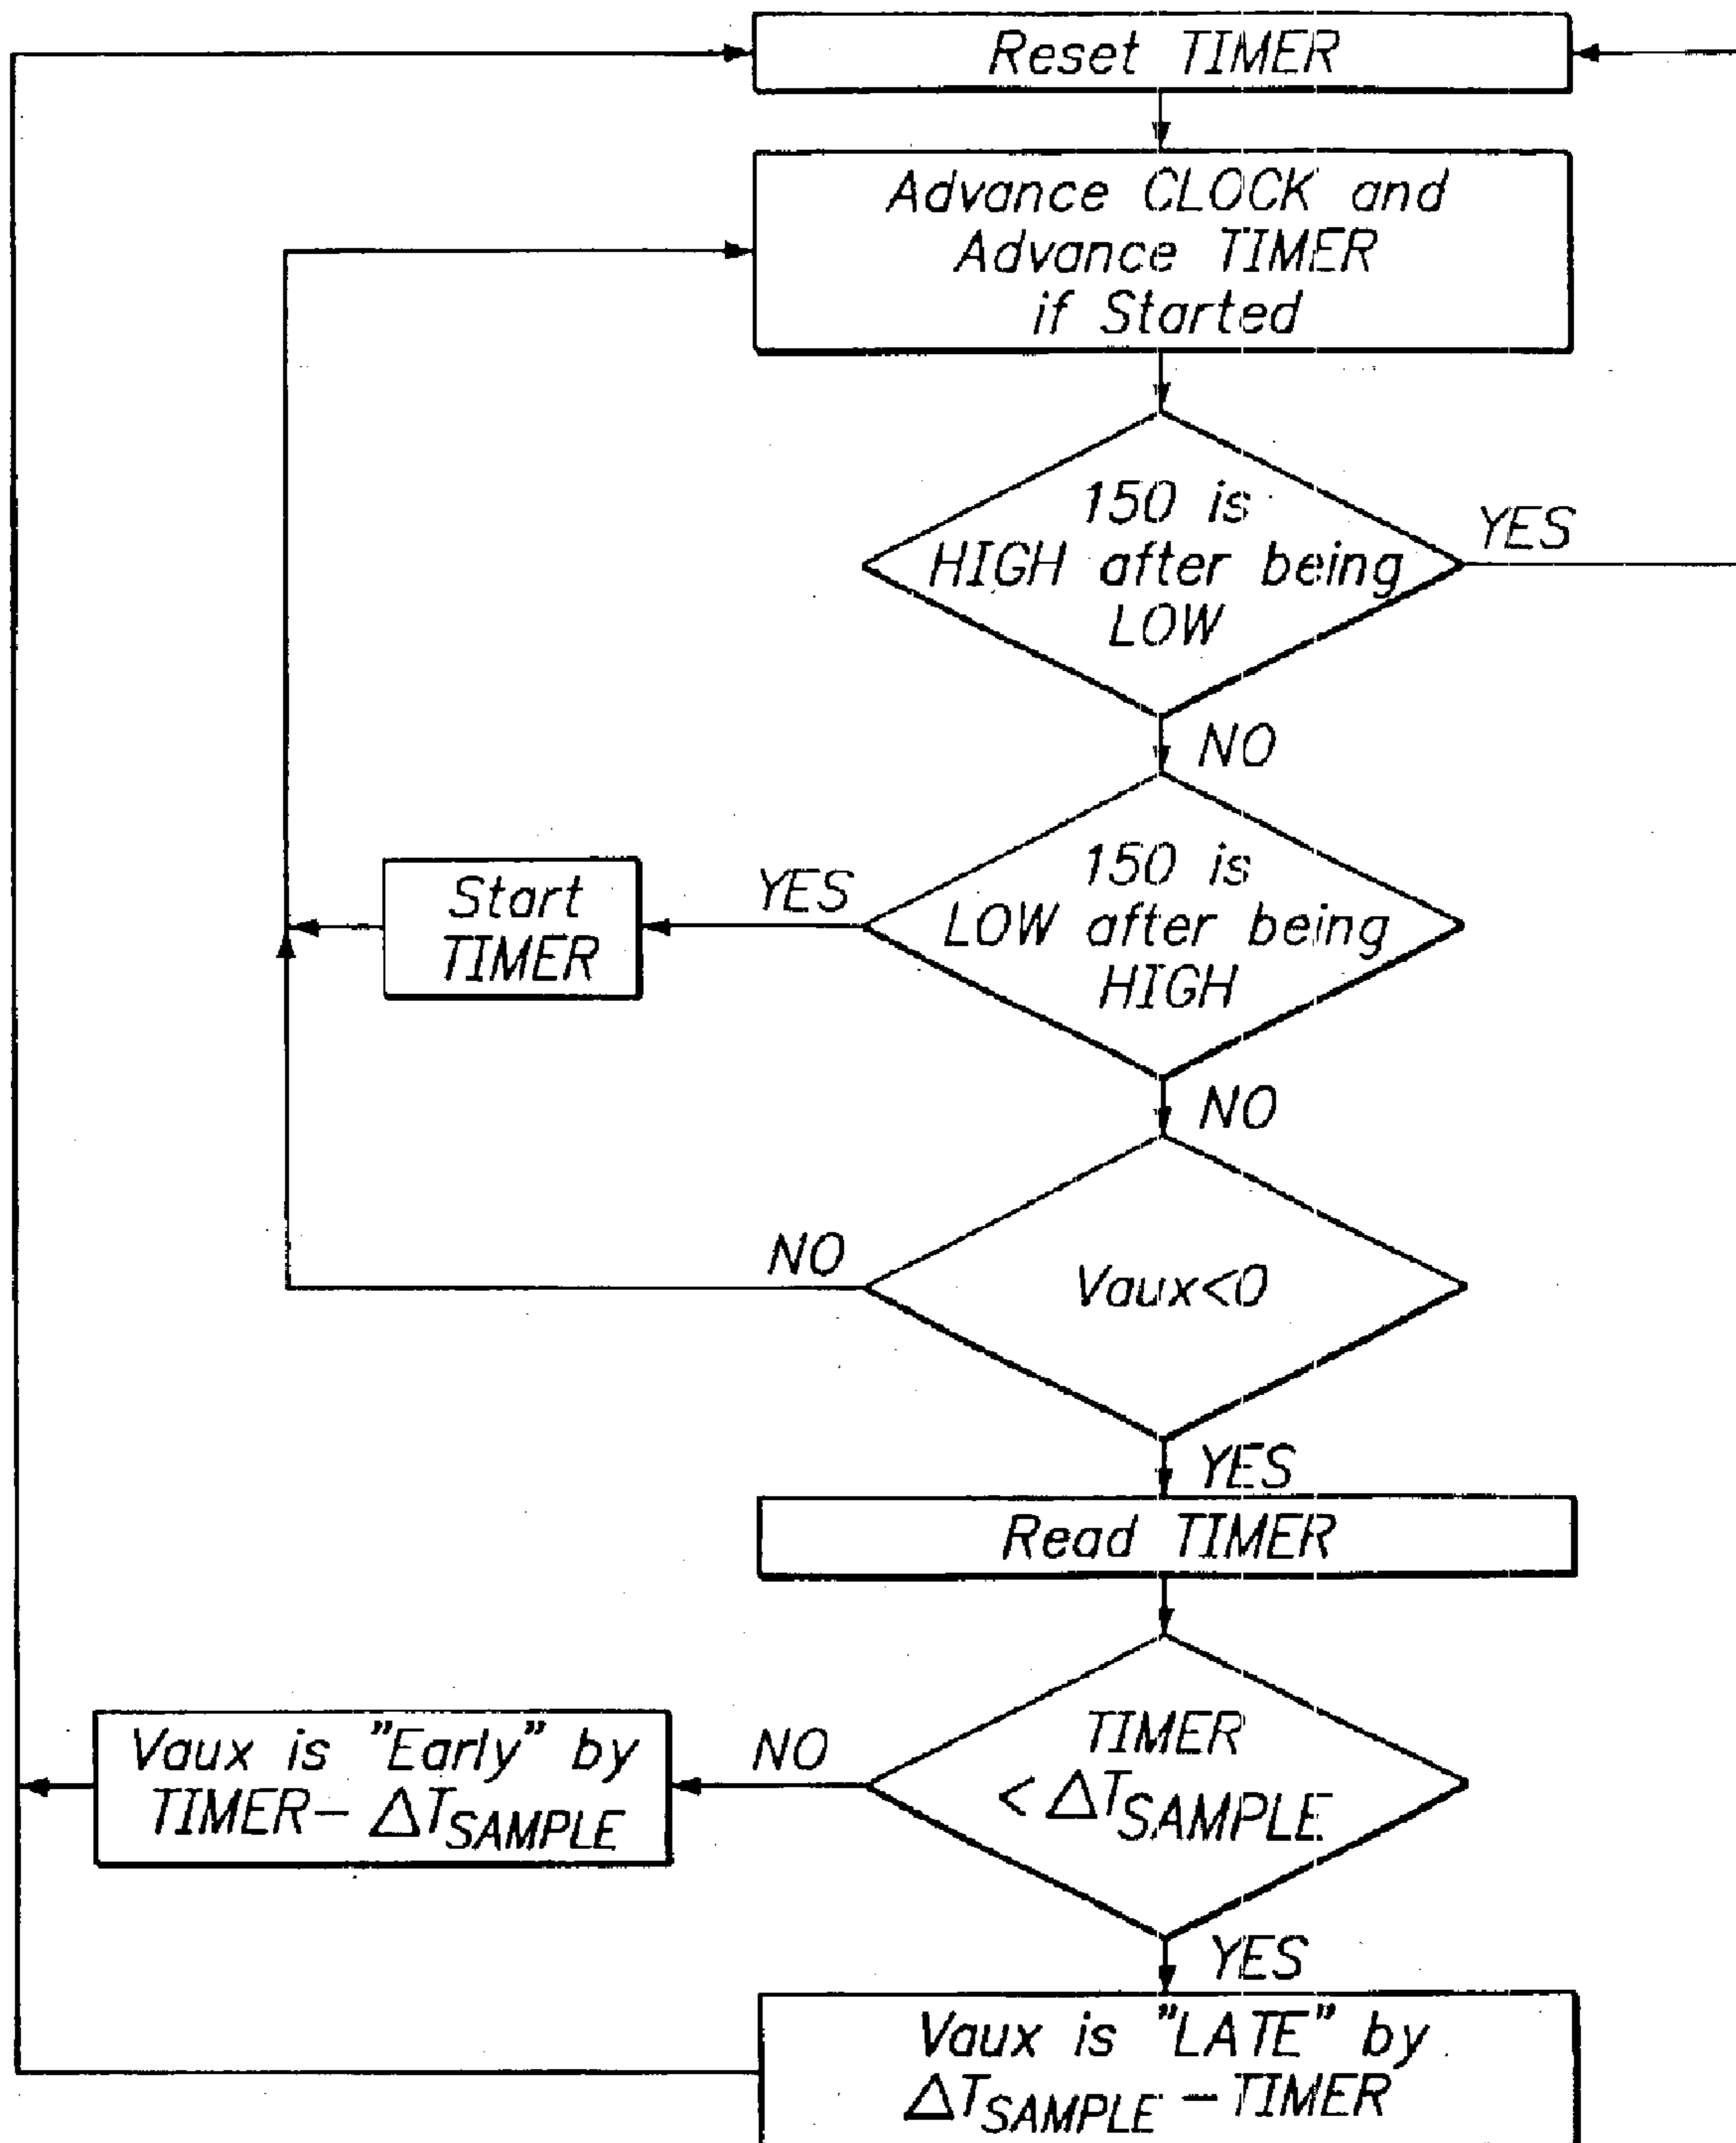 Reset TIMER
Advance CLOCK and
Advance TIMER
if Started
150 is
HIGH after being
LOW
YES
NO
150 is
LOW after being
HIGH
YES
Start
TIMER
NO
Vaux<0
NO
YES
Read TIMER
TIMER
< ΔTSAMPLE
NO
Vaux is "Early" by
TIMER– ΔTSAMPLE
YES
Vaux is "LATE" by
ΔTSAMPLE –TIMER